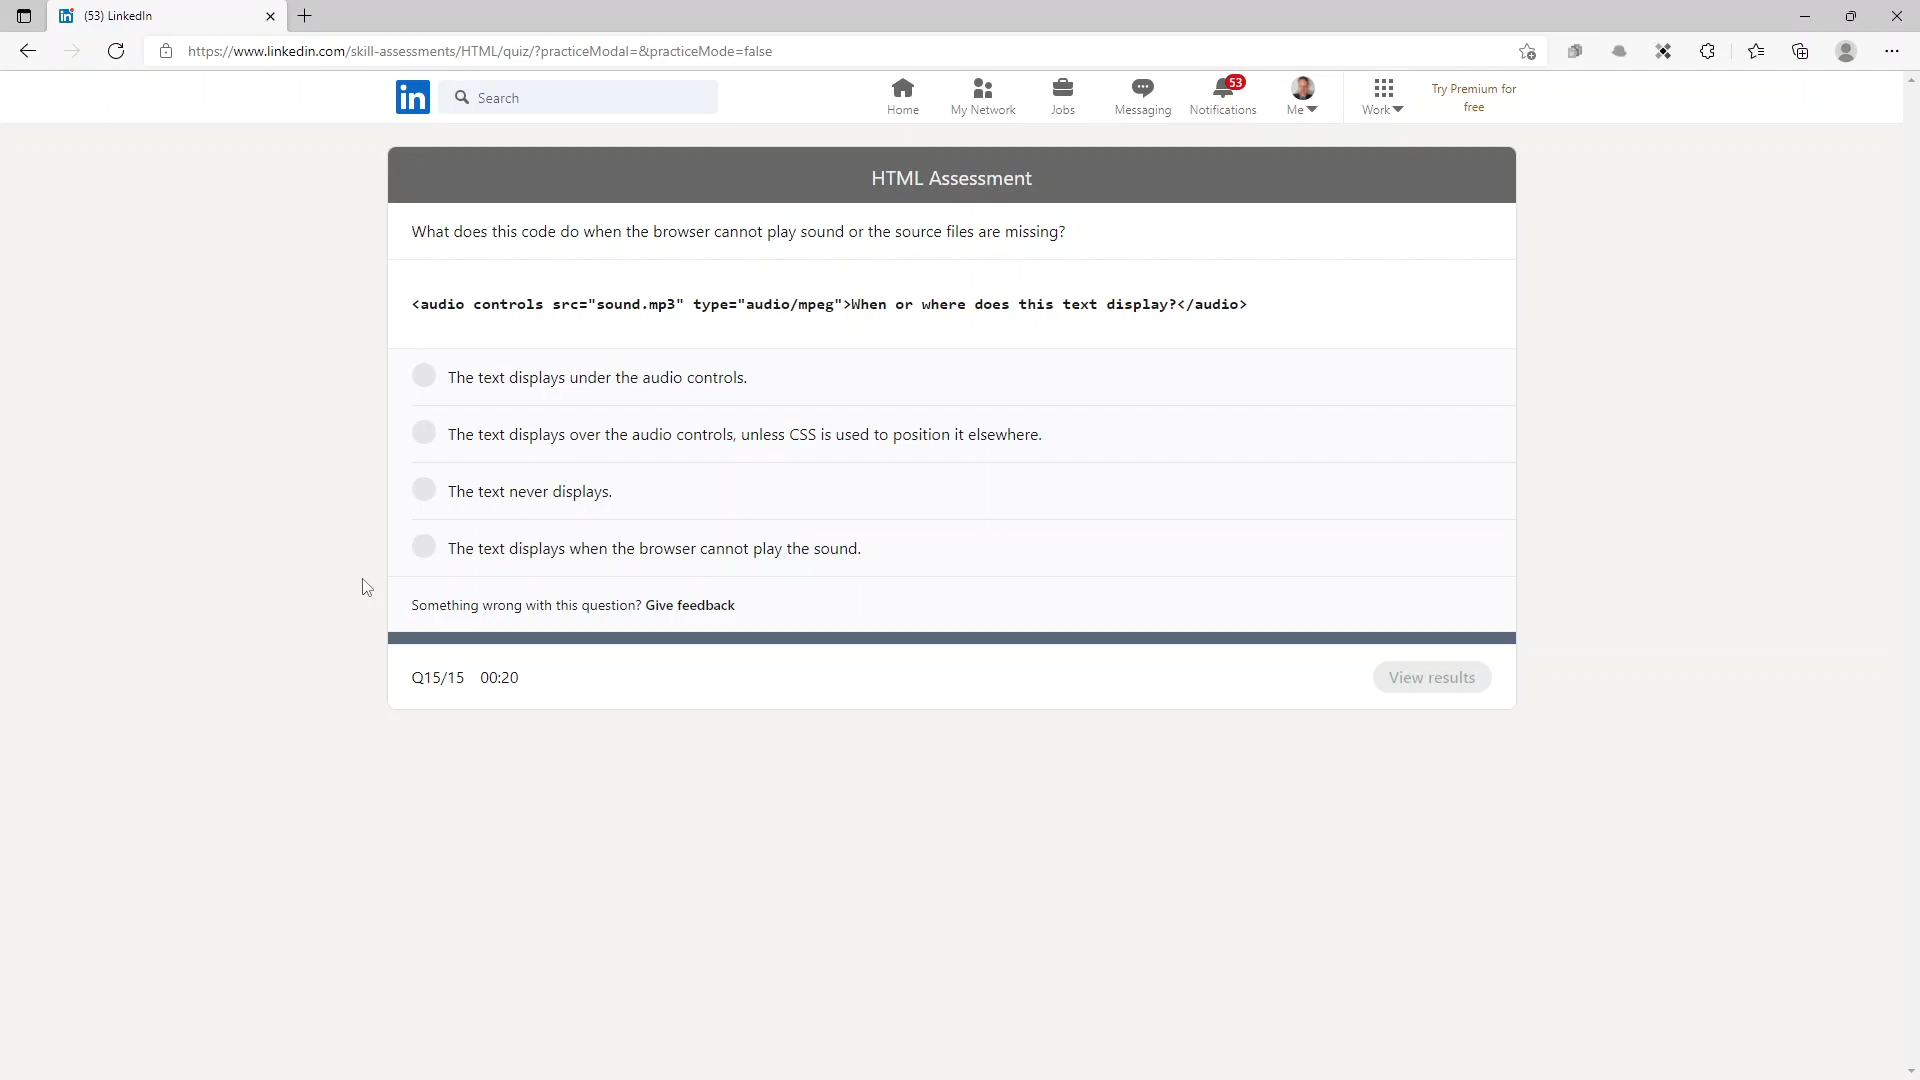 (53) LinkedIn
https://www.linkedin.com/skill-assessments/HTML/quiz/?practiceModal=&practiceMode=false
in
Search
Home
My Network
Jobs
Messaging
53
Notifications
Me
Work
Try Premium for
free
HTML Assessment
What does this code do when the browser cannot play sound or the source files are missing?
<audio controls src="sound.mp3" type="audio/mpeg">When or where does this text display?</audio>
The text displays under the audio controls.
The text displays over the audio controls, unless CSS is used to position it elsewhere.
The text never displays.
The text displays when the browser cannot play the sound.
Something wrong with this question? Give feedback
Q15/15 00:20
View results